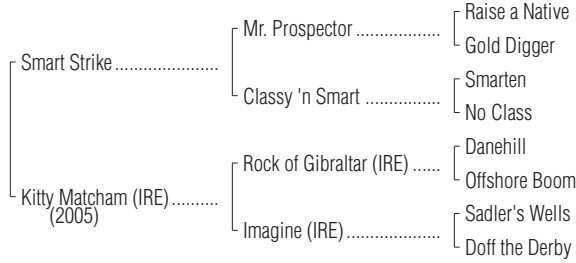 Raise a Native
Mr. Prospector ..................
Gold Digger
Smart Strike ......................
Smarten
Classy 'n Smart ................
No Class
Danehill
Rock of Gibraltar (IRE) ......
Offshore Boom
Kitty Matcham (IRE) ..........
(2005)
Sadler's Wells
Imagine (IRE) ...................
Doff the Derby